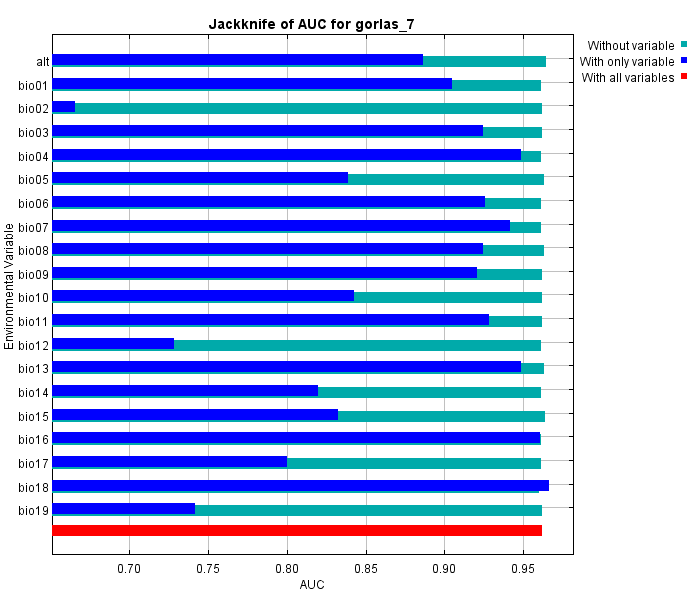 Jackknife of AUC for gorlas_7
Without variable
With only variable
With all variables
Environmental Variable
alt
bio01
bio02
bio03
bio04
bio05
bio06
bio07
bio08
bio09
bio10
bio11
bio12
bio13
bio14
bio15
bio16
bio17
bio18
bio19
0.70 0.75 0.80 0.85 0.90 0.95
AUC